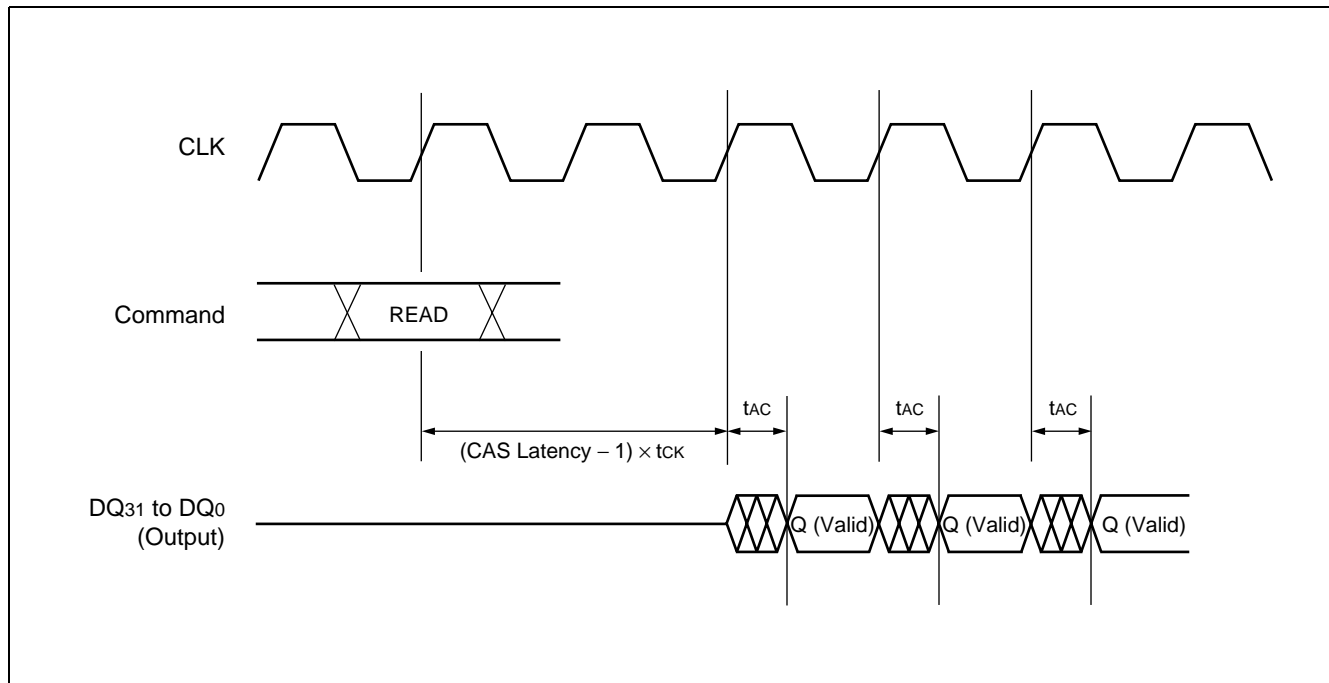 CLK
Command
READ
tAC
tAC
tAC
(CAS Latency – 1) × tCK
DQ31 to DQ0
(Output)
Q (Valid)
Q (Valid)
Q (Valid)